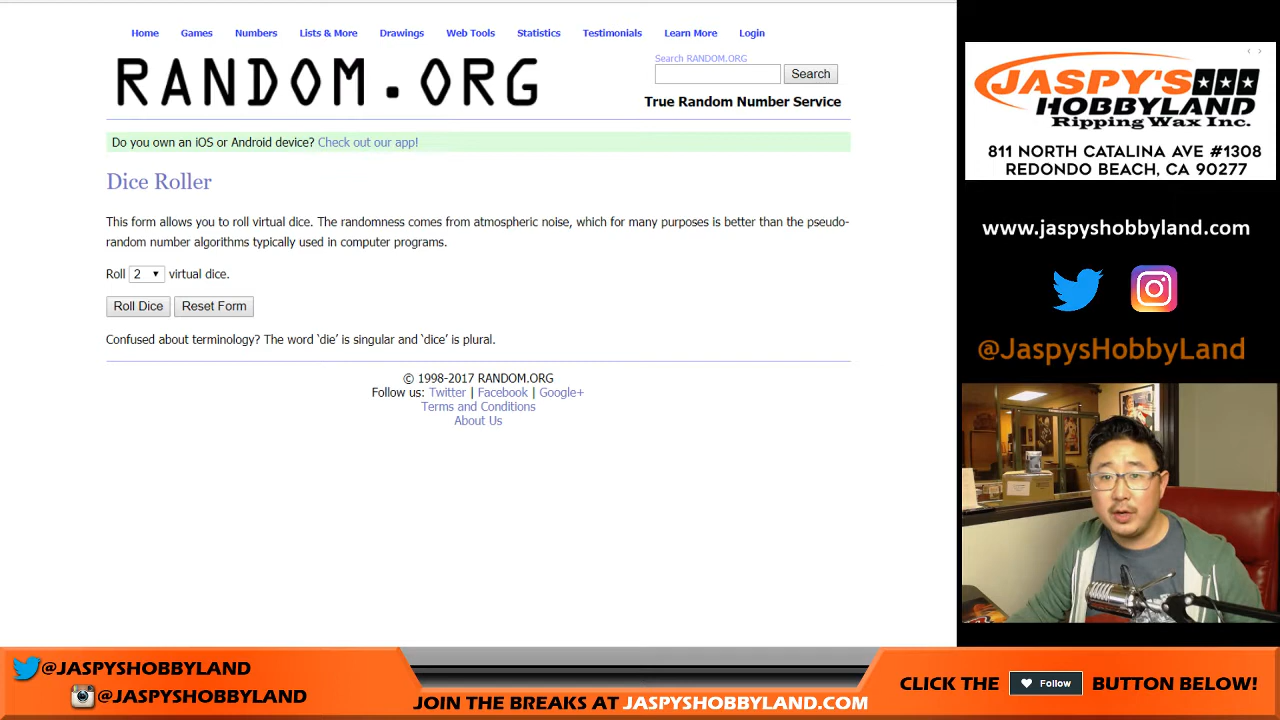 Home Games Numbers Lists & More Drawings Web Tools Statistics Testimonials Learn More Login
RANDOM.ORG
Search RANDOM.ORG
Search
True Random Number Service
Do you own an iOS or Android device? Check out our app!
Dice Roller
This form allows you to roll virtual dice. The randomness comes from atmospheric noise, which for many purposes is better than the pseudo-
random number algorithms typically used in computer programs.
Roll 2 virtual dice.
Roll Dice Reset Form
Confused about terminology? The word ‘die’ is singular and ‘dice’ is plural.
© 1998-2017 RANDOM.ORG
Follow us: Twitter | Facebook | Google+
Terms and Conditions
About Us
JASPY'S
HOBBYLAND
Ripping Wax Inc.
811 NORTH CATALINA AVE #1308
REDONDO BEACH, CA 90277
www.jaspyshobbyland.com
@JaspysHobbyLand
@JASPYSHOBBYLAND
@JASPYSHOBBYLAND
JOIN THE BREAKS AT JASPYSHOBBYLAND.COM
CLICK THE Follow BUTTON BELOW!